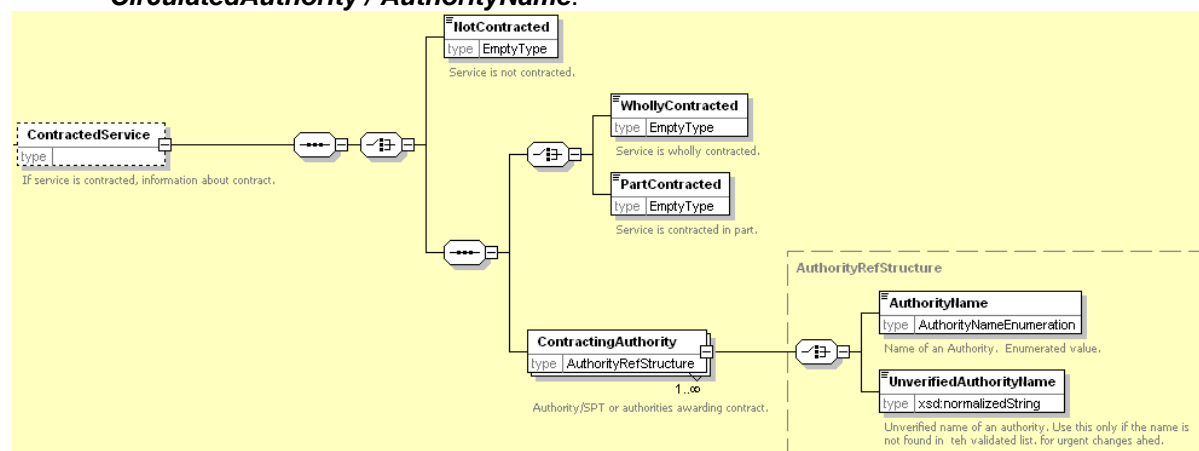 CirculatedAuthority / AuthorityName.
NotContracted
type EmptyType
Service is not contracted.
ContractedService
type
If service is contracted, information about contract.
WhollyContracted
type EmptyType
Service is wholly contracted.
PartContracted
type EmptyType
Service is contracted in part.
AuthorityRefStructure
AuthorityName
type AuthorityNameEnumeration
Name of an Authority. Enumerated value.
ContractingAuthority
type AuthorityRefStructure
1..∞
Authority/SPT or authorities awarding contract.
UnverifiedAuthorityName
type xsd:normalizedString
Unverified name of an authority. Use this only if the name is
not found in teh validated list. for urgent changes ahed.